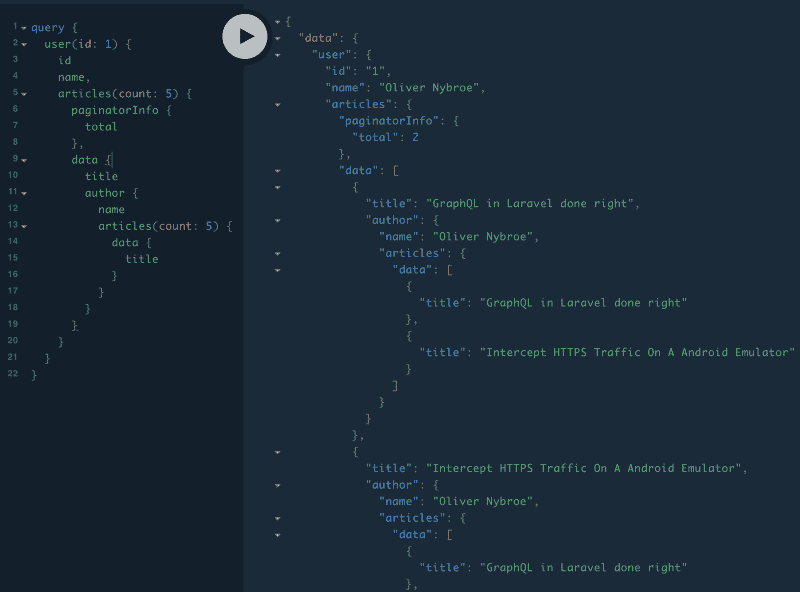 1 query {
2 user(id: 1) {
3 id
4 name,
5 articles(count: 5) {
6 paginatorInfo {
7 total
8 },
9 data {
10 title
11 author {
12 name
13 articles(count: 5) {
14 data {
15 title
16 }
17 }
18 }
19 }
20 }
21 }
22 }
{
"data": {
"user": {
"id": "1",
"name": "Oliver Nybroe",
"articles": {
"paginatorInfo": {
"total": 2
},
"data": [
{
"title": "GraphQL in Laravel done right",
"author": {
"name": "Oliver Nybroe",
"articles": {
"data": [
{
"title": "GraphQL in Laravel done right"
},
{
"title": "Intercept HTTPS Traffic On A Android Emulator"
}
]
}
}
},
{
"title": "Intercept HTTPS Traffic On A Android Emulator",
"author": {
"name": "Oliver Nybroe",
"articles": {
"data": [
{
"title": "GraphQL in Laravel done right"
},